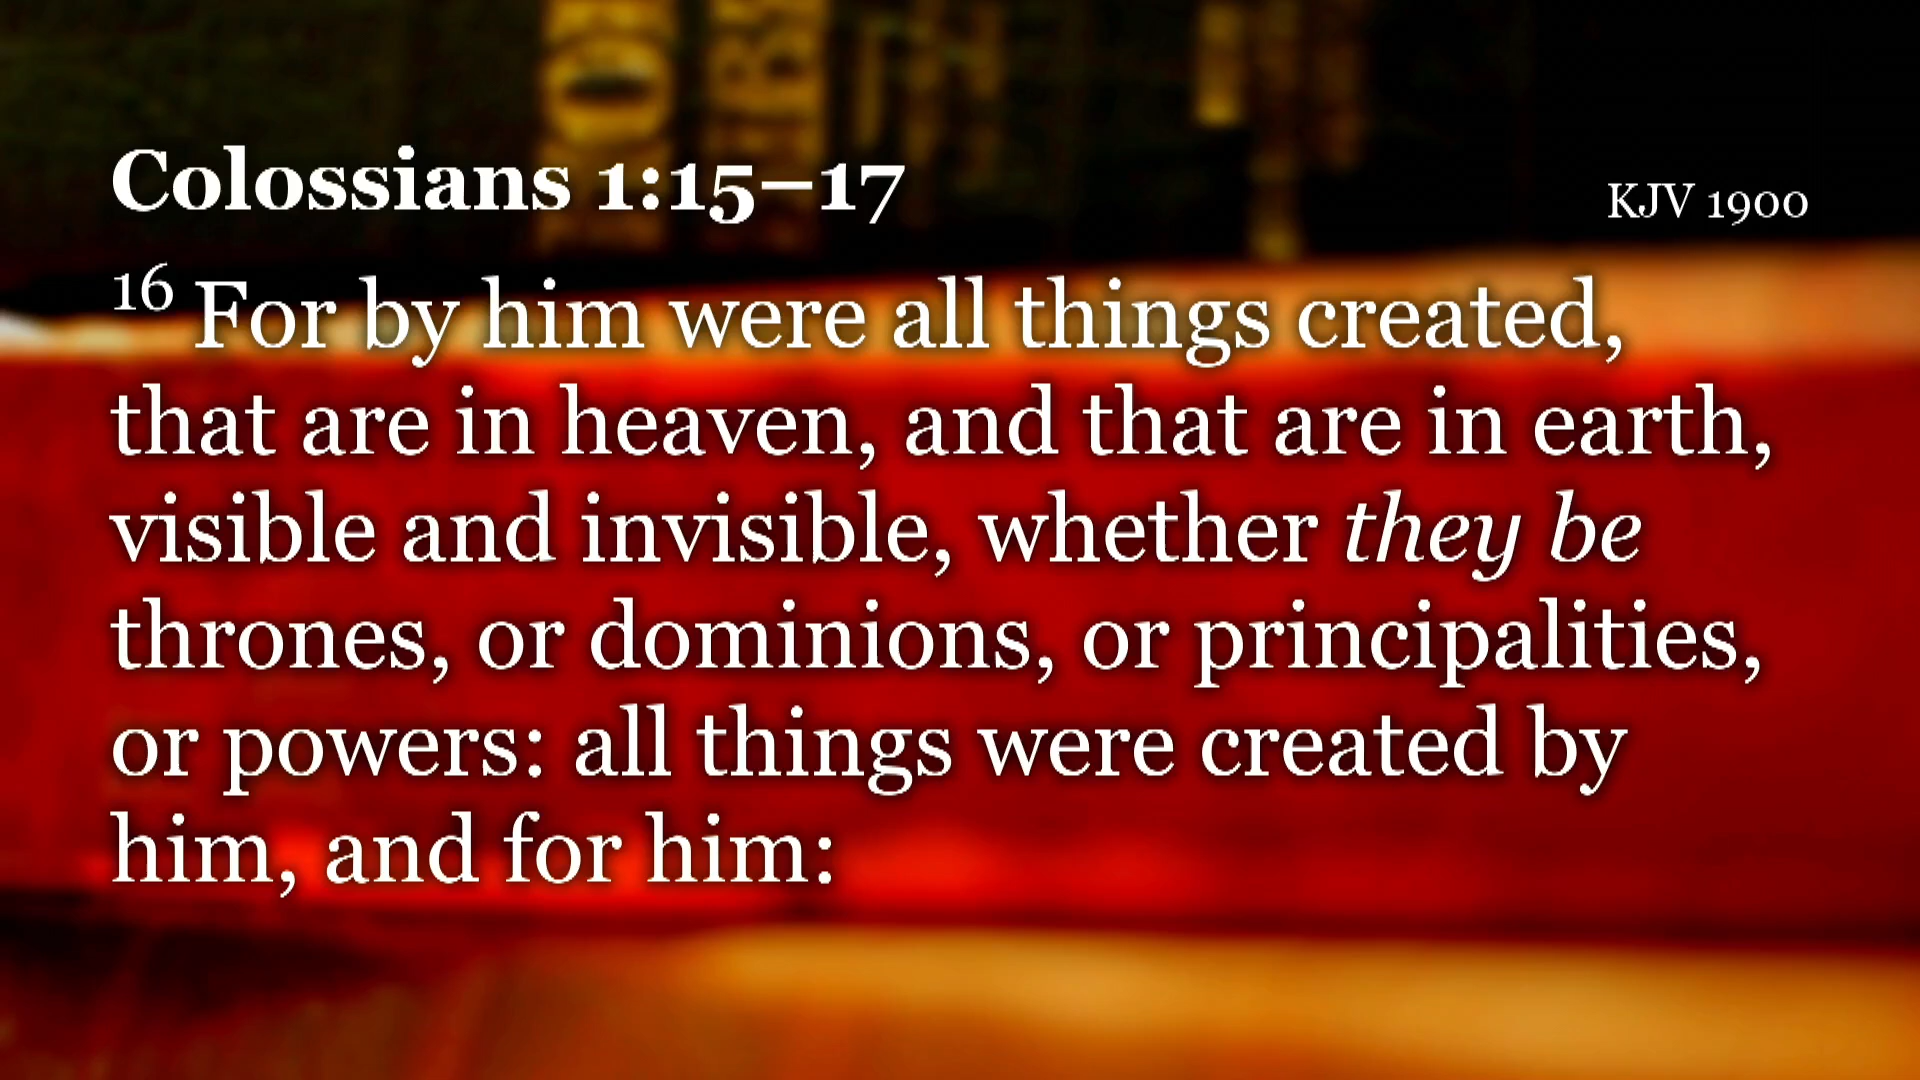 Colossians 1:15–17
KJV 1900
16 For by him were all things created,
that are in heaven, and that are in earth,
visible and invisible, whether they be
thrones, or dominions, or principalities,
or powers: all things were created by
him, and for him: